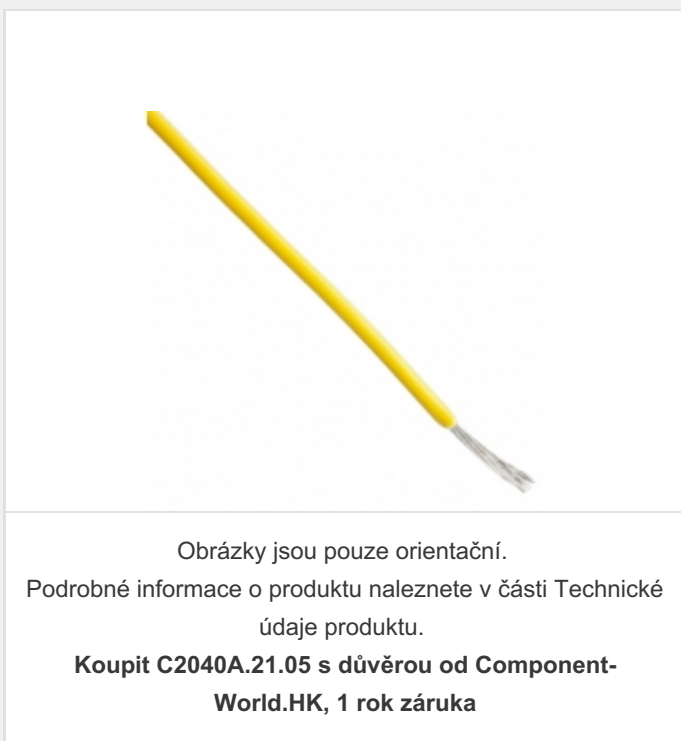 Obrázky jsou pouze orientační.
Podrobné informace o produktu naleznete v části Technické
údaje produktu.
Koupit C2040A.21.05 s důvěrou od Component-
World.HK, 1 rok záruka